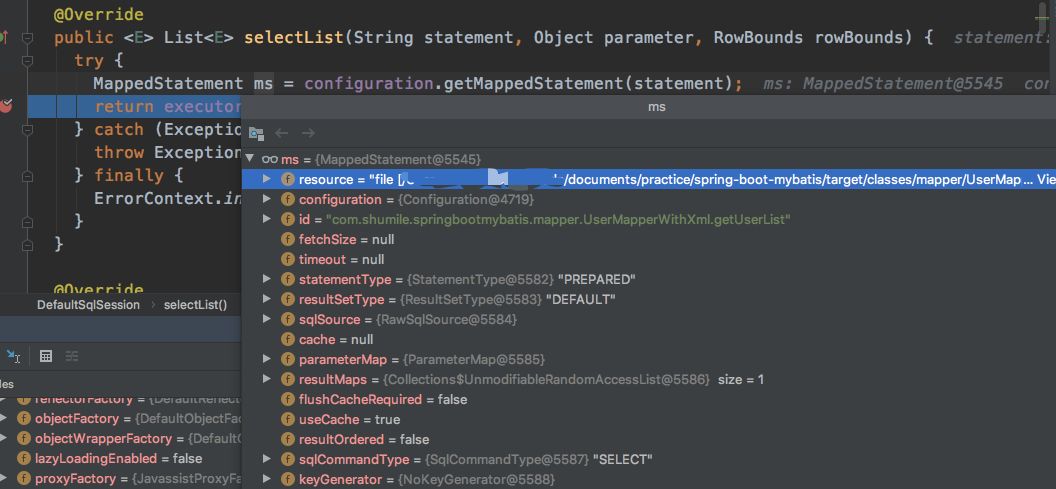 @Override
public <E> List<E> selectList(String statement, Object parameter, RowBounds rowBounds) { statement:
try {
MappedStatement ms = configuration.getMappedStatement(statement); ms: MappedStatement@5545 con
return executor
} catch (Exception
throw Exception
} finally {
ErrorContext.in
}
}
@Override
DefaultSqlSession selectList()
ms
ms = {MappedStatement@5545}
resource = "file [/ /documents/practice/spring-boot-mybatis/target/classes/mapper/UserMap ... Vie
configuration = {Configuration@4719}
id = "com.shumile.springbootmybatis.mapper.UserMapperWithXml.getUserList"
fetchSize = null
timeout = null
statementType = {StatementType@5582} "PREPARED"
resultSetType = {ResultSetType@5583} "DEFAULT"
sqlSource = {RawSqlSource@5584}
cache = null
parameterMap = {ParameterMap@5585}
resultMaps = {Collections$UnmodifiableRandomAccessList@5586} size = 1
flushCacheRequired = false
useCache = true
resultOrdered = false
sqlCommandType = {SqlCommandType@5587} "SELECT"
keyGenerator = {NoKeyGenerator@5588}
les
reflectorFactory = {DefaultReflec
objectFactory = {DefaultObjectFac
objectWrapperFactory = {DefaultO
lazyLoadingEnabled = false
proxyFactory = {JavassistProxyFa